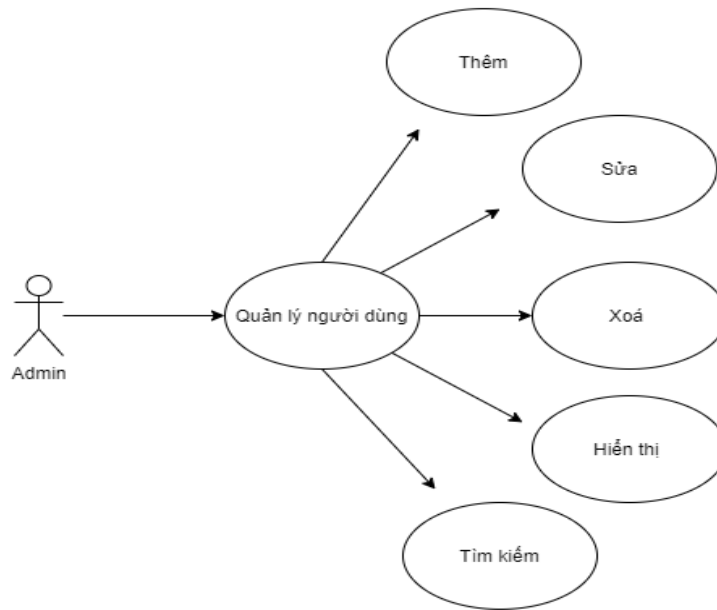 Thêm
Sửa
Quản lý người dùng
Xoá
Admin
Hiển thị
Tìm kiếm